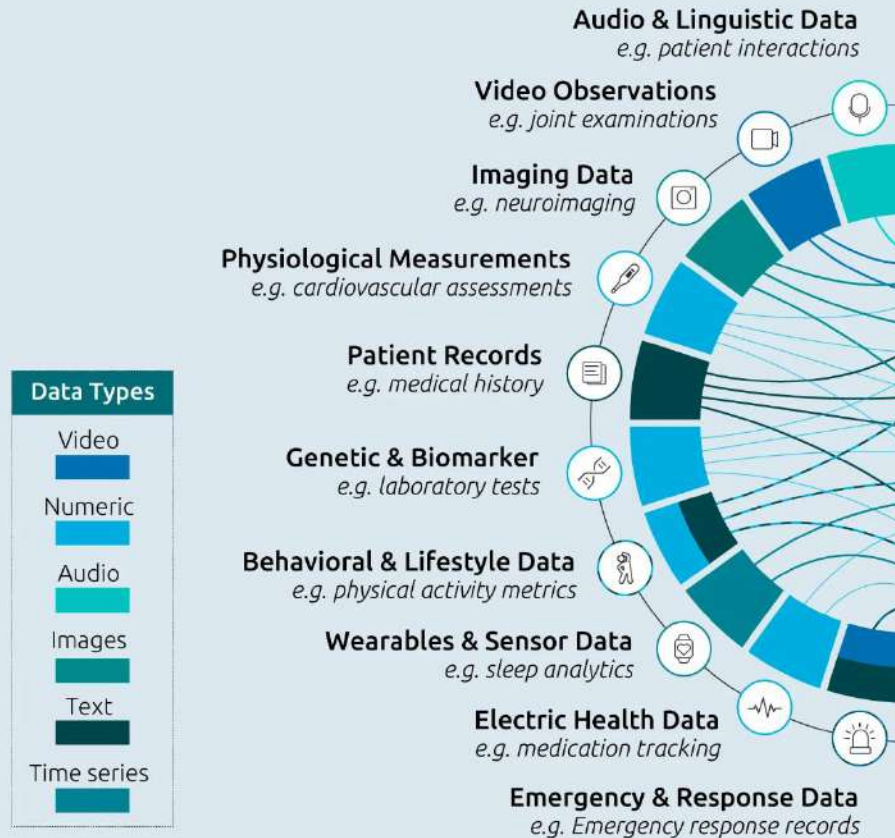 Audio & Linguistic Data
e.g. patient interactions
Video Observations
e.g. joint examinations
Imaging Data
e.g. neuroimaging
Physiological Measurements
e.g. cardiovascular assessments
Patient Records
e.g. medical history
Genetic & Biomarker
e.g. laboratory tests
Behavioral & Lifestyle Data
e.g. physical activity metrics
Wearables & Sensor Data
e.g. sleep analytics
Electric Health Data
e.g. medication tracking
Emergency & Response Data
e.g. Emergency response records
Data Types
Video
Numeric
Audio
Images
Text
Time series